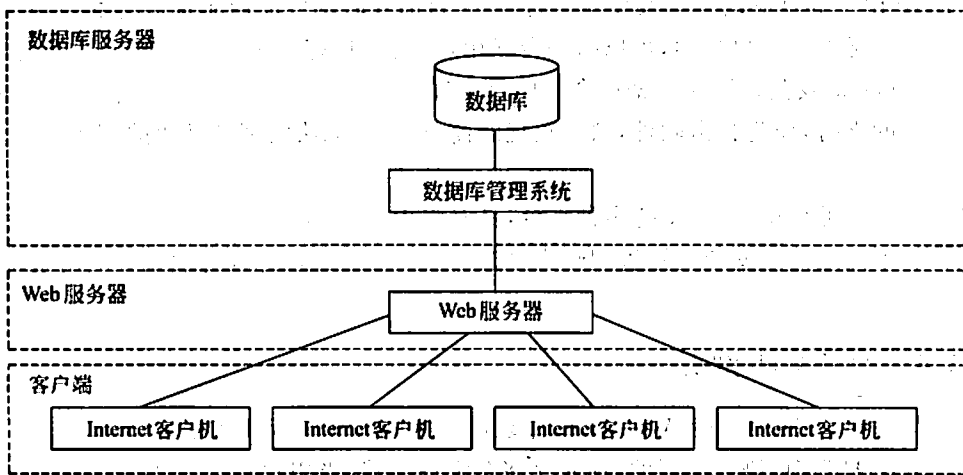 数据库服务器
数据库
数据库管理系统
Web服务器
Web服务器
客户端
Internet客户机
Internet客户机
Internet客户机
Internet客户机